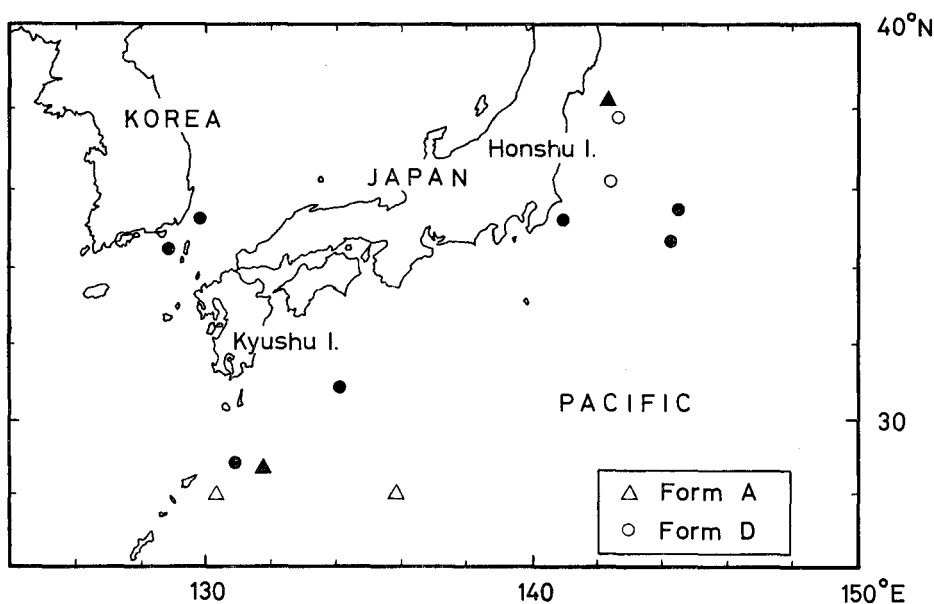 40°N
KOREA
Honshu I.
JAPAN
Kyushu I.
PACIFIC
30
△ Form A
○ Form D
130
140
150°E